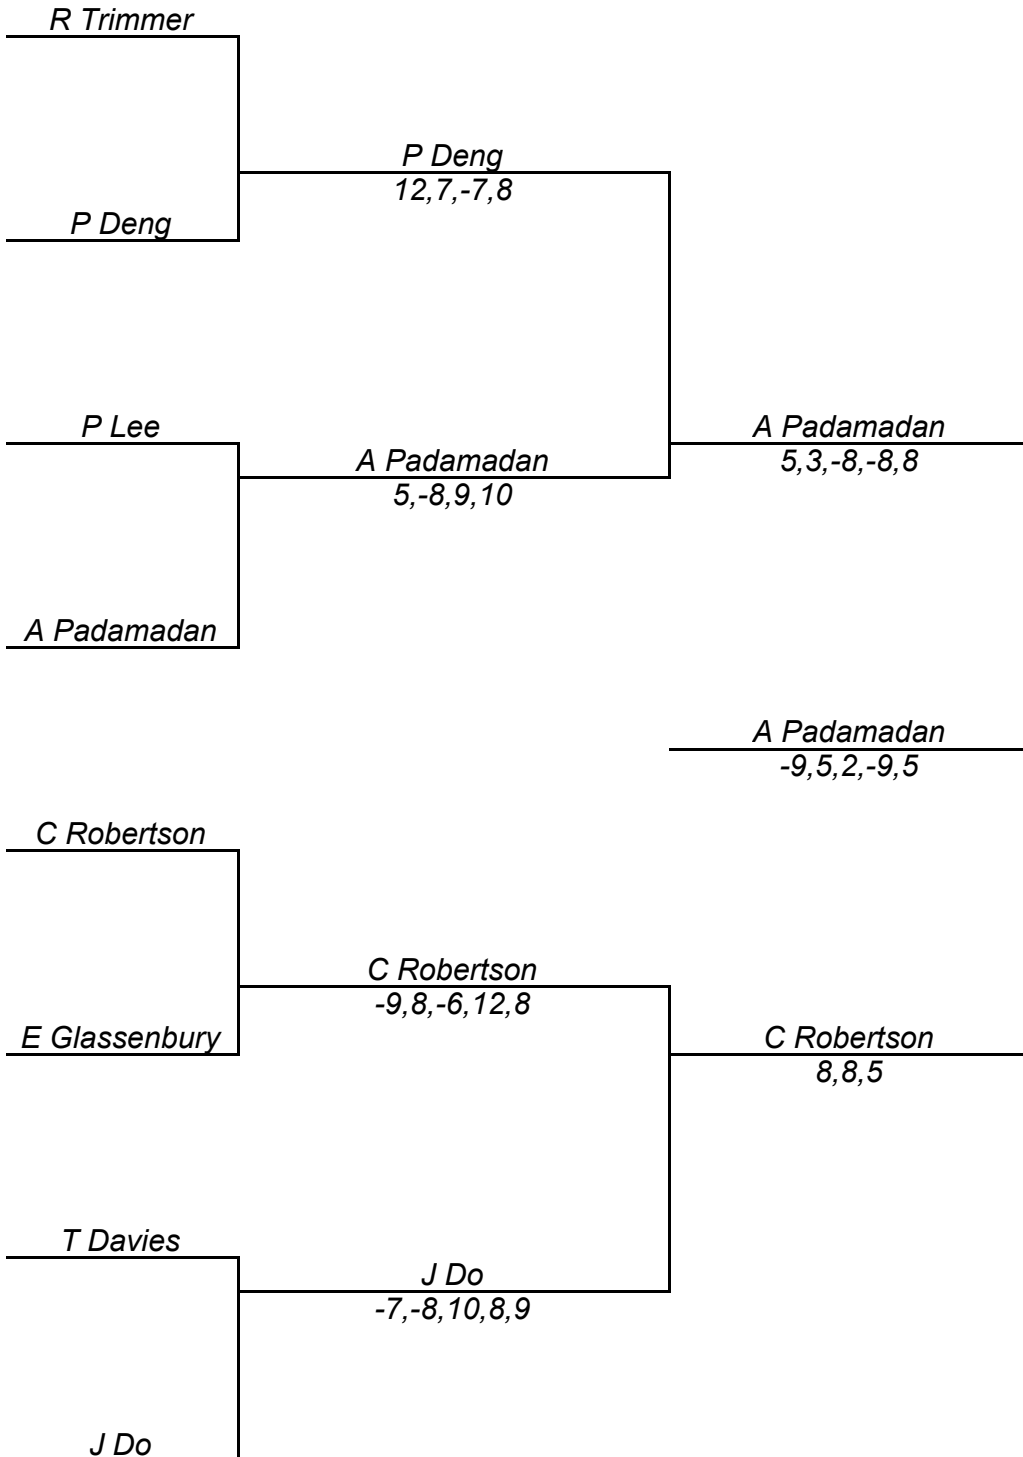 R Trimmer
P Deng
12,7,-7,8
P Deng
P Lee
A Padamadan
5,3,-8,-8,8
A Padamadan
5,-8,9,10
A Padamadan
A Padamadan
-9,5,2,-9,5
C Robertson
C Robertson
-9,8,-6,12,8
E Glassenbury
C Robertson
8,8,5
T Davies
J Do
-7,-8,10,8,9
J Do